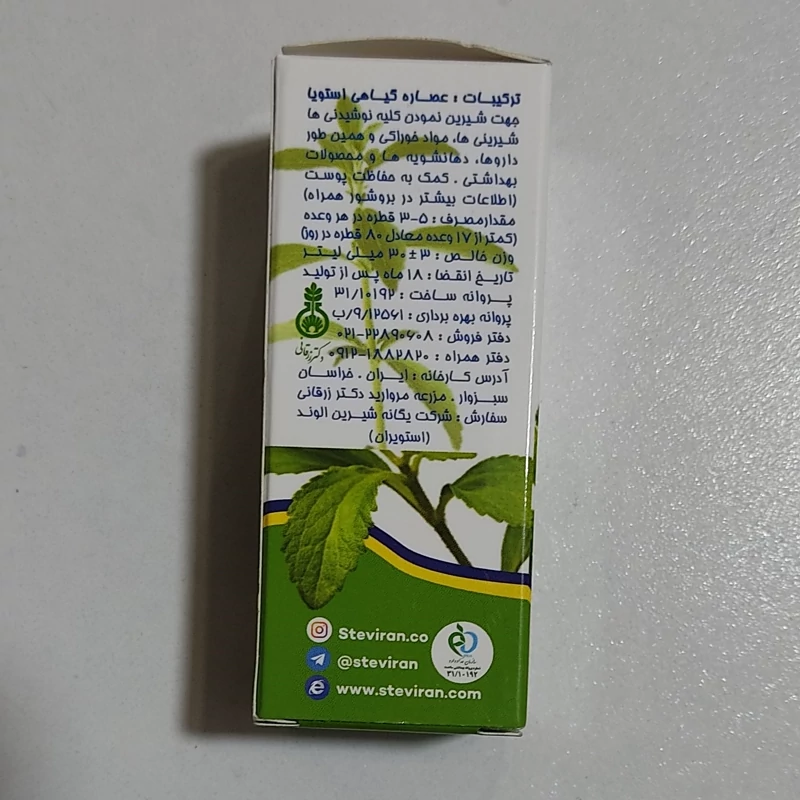 ترکیبات : عصاره گیاهی استویا
جهت شیرین نمودن کلیه نوشیدنی ها
شیرینی ها، مواد خوراکی و همین طور
داروها، دهانشویه ها و محصولات
بهداشتی . کمک به حفاظت پوست
(اطلاعات بیشتر در بروشور همراه)
مقدارمصرف : ۵-۳ قطره در هر وعده
(کمتر از ۱۷ وعده معادل ۸۰ قطره در روز)
وزن خالص : ۳±۳۰ میلی لیتر
تاریخ انقضا : ۱۸ ماه پس از تولید
پروانه ساخت : ۳۱/۱۰۱۹۲
پروانه بهره برداری : ۹/۱۲۵۶۱/ب
دفتر فروش : ۲۲۸۹۰۶۰۸-۰۲۱
دفتر همراه : ۱۸۸۲۸۲۰-۰۹۱۲
دکتر زرقانی
آدرس کارخانه : ایران . خراسان
سبزوار . مزرعه مروارید دکتر زرقانی
سفارش : شرکت یگانه شیرین الوند
(استویران)
Steviran.co
@steviran
www.steviran.com
۳۱/۱۰۱۹۲